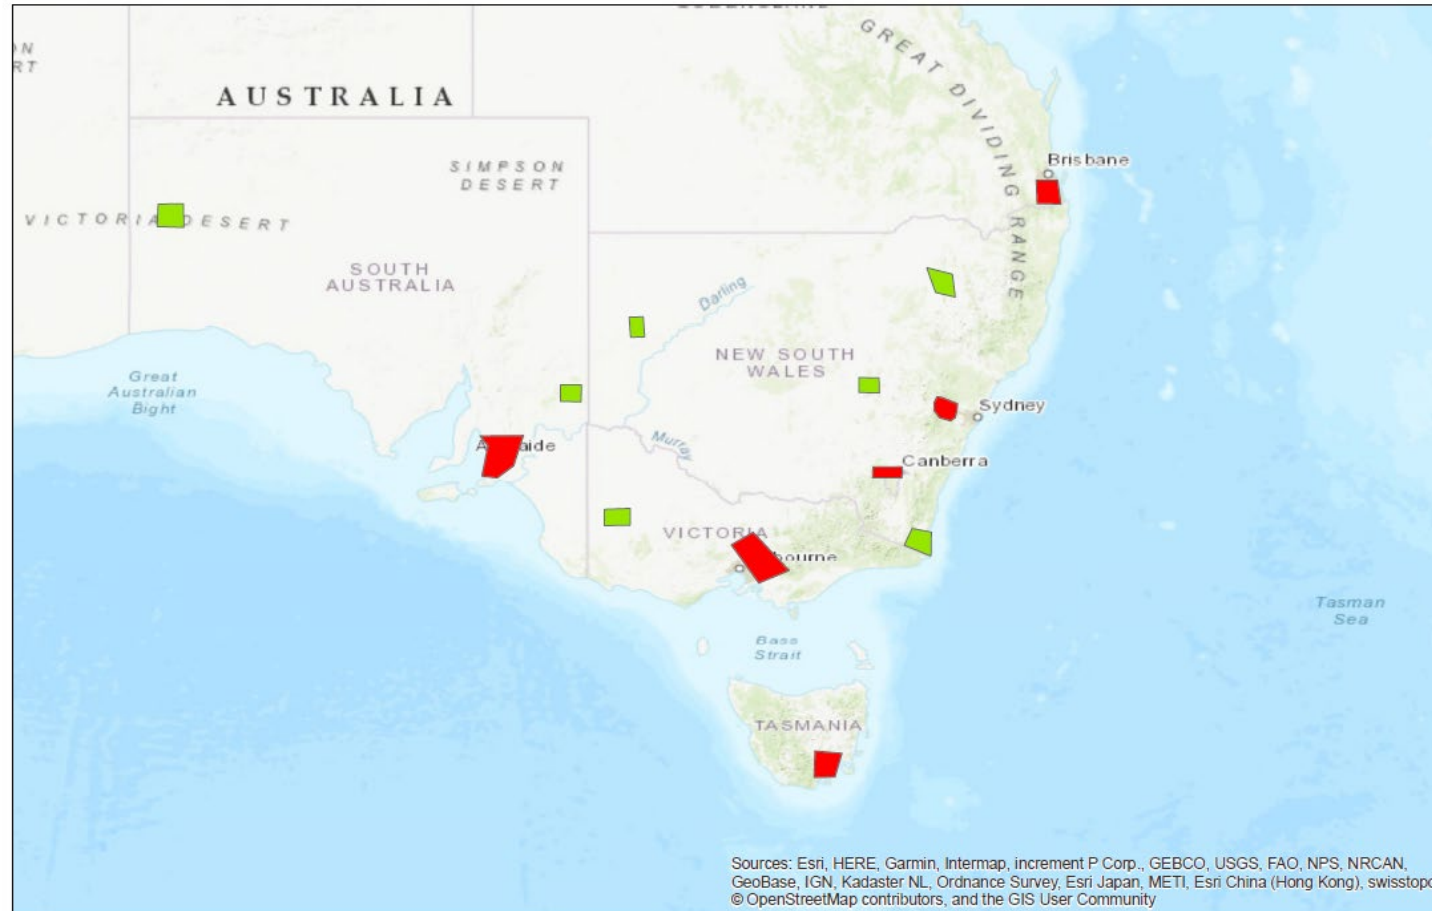 AUSTRALIA
GREAT DIVIDING RANGE
SIMPSON
DESERT
Brisbane
VICTORIA DESERT
SOUTH
AUSTRALIA
Darling
NEW SOUTH
WALES
Great
Australian
Bight
Sydney
Murray
Canberra
VICTORIA
Tasman
Sea
Bass
Strait
TASMANIA
Sources: Esri, HERE, Garmin, Intermap, increment P Corp., GEBCO, USGS, FAO, NPS, NRCAN,
GeoBase, IGN, Kadaster NL, Ordnance Survey, Esri Japan, METI, Esri China (Hong Kong), swisstopo
© OpenStreetMap contributors, and the GIS User Community